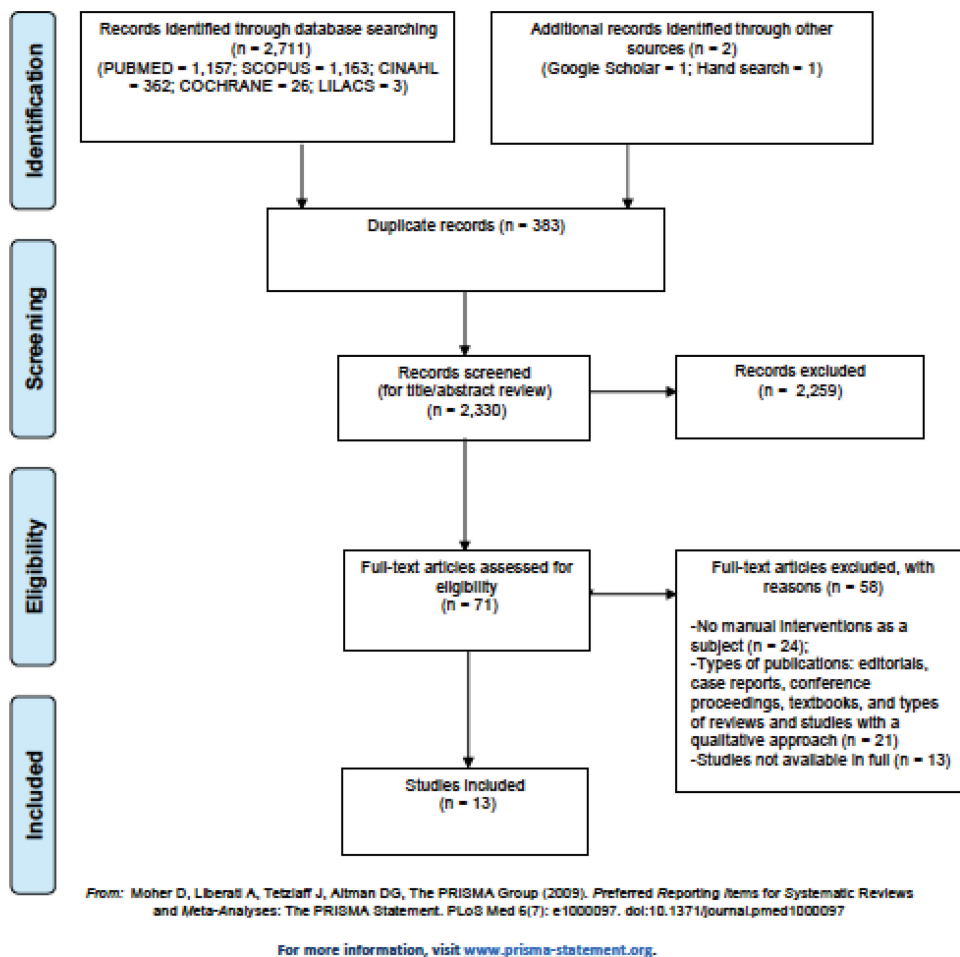 Identification
Records identified through database searching
(n = 2,711)
(PUBMED = 1,157; SCOPUS = 1,163; CINAHL
= 362; COCHRANE = 26; LILACS = 3)
Additional records identified through other
sources (n = 2)
(Google Scholar = 1; Hand search = 1)
Duplicate records (n = 383)
Screening
Records screened
(for title/abstract review)
(n = 2,330)
Records excluded
(n = 2,259)
Eligibility
Full-text articles assessed for
eligibility
(n = 71)
Full-text articles excluded, with
reasons (n = 58)
-No manual interventions as a
subject (n = 24);
-Types of publications: editorials,
case reports, conference
proceedings, textbooks, and types
of reviews and studies with a
qualitative approach (n = 21)
-Studies not available in full (n = 13)
Included
Studies included
(n = 13)
From: Moher D, Liberati A, Tetzlaff J, Altman DG, The PRISMA Group (2009). Preferred Reporting Items for Systematic Reviews
and Meta-Analyses: The PRISMA Statement. PLoS Med 6(7): e1000097. doi:10.1371/journal.pmed1000097
For more information, visit www.prisma-statement.org.